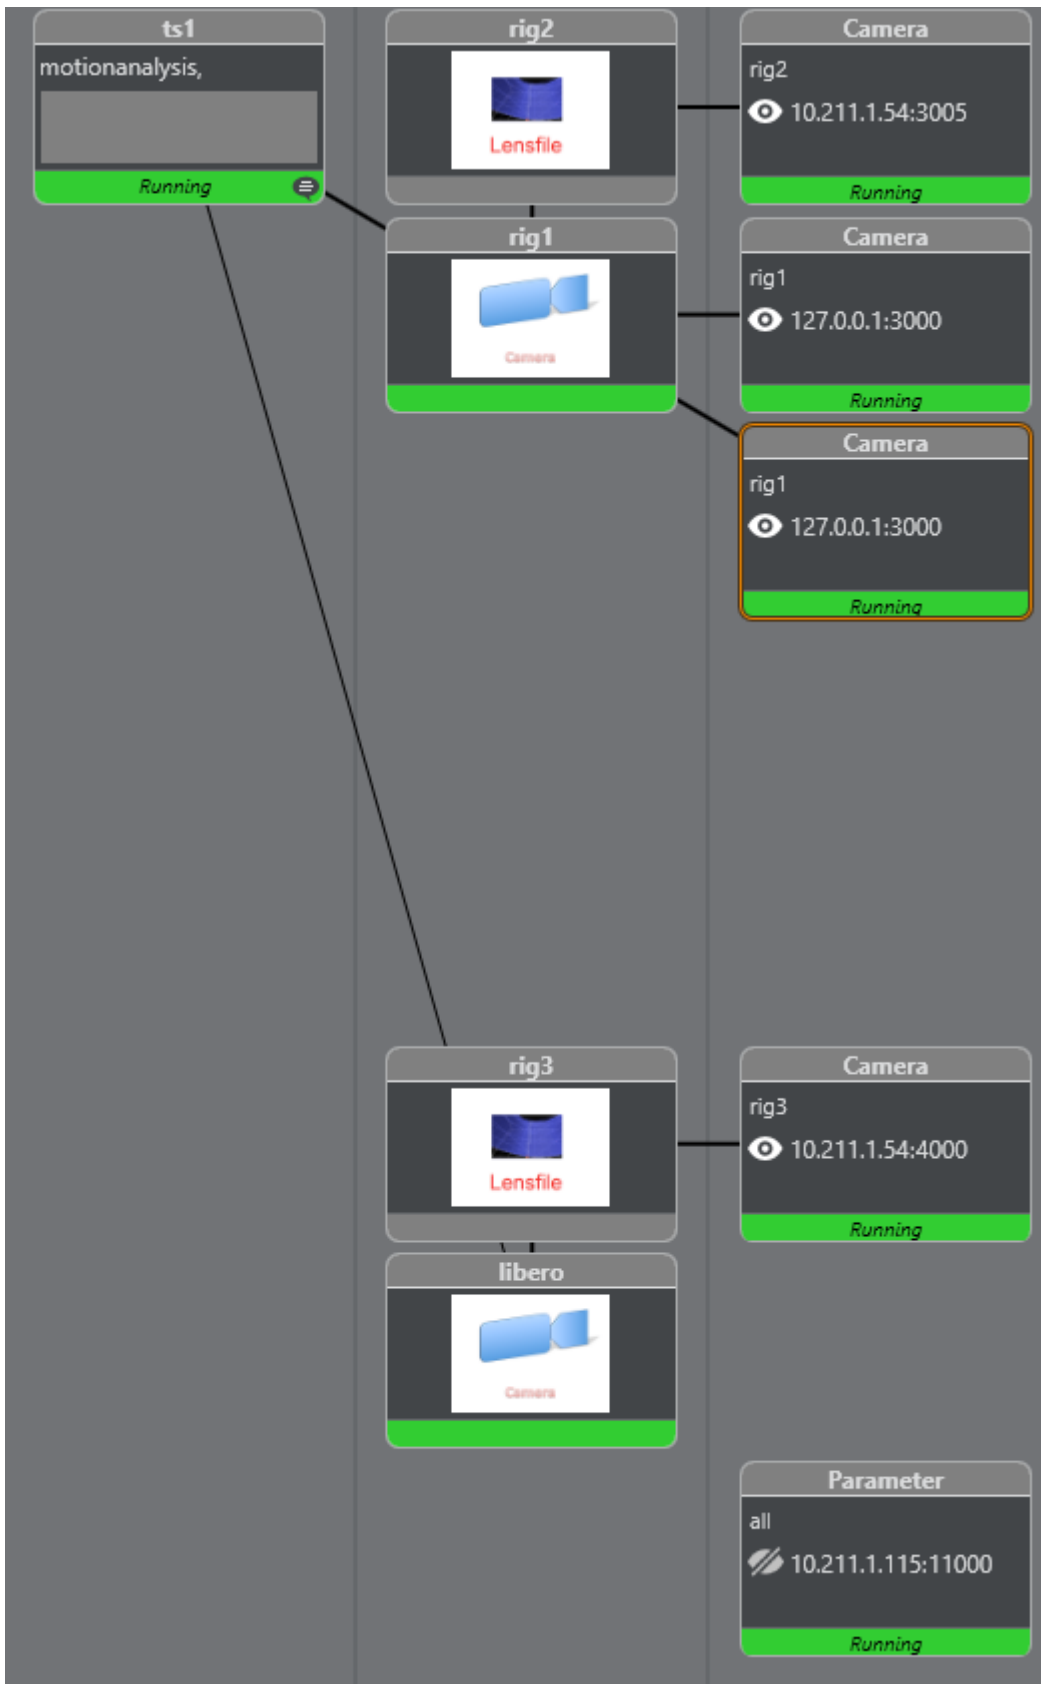 ts1
motionanalysis,
Running
rig2
Lensfile
Camera
rig2
10.211.1.54:3005
Running
rig1
Camera
Camera
rig1
127.0.0.1:3000
Running
Camera
rig1
127.0.0.1:3000
Running
rig3
Lensfile
Camera
rig3
10.211.1.54:4000
Running
libero
Camera
Parameter
all
10.211.1.115:11000
Running